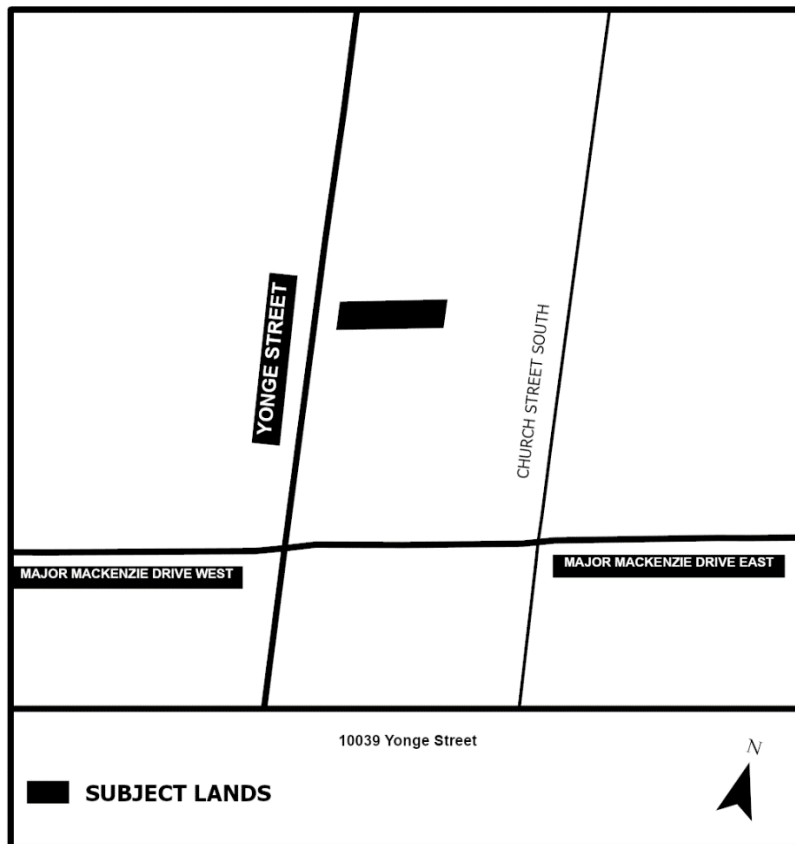 YONGE STREET
CHURCH STREET SOUTH
MAJOR MACKENZIE DRIVE WEST
MAJOR MACKENZIE DRIVE EAST
10039 Yonge Street
N
SUBJECT LANDS